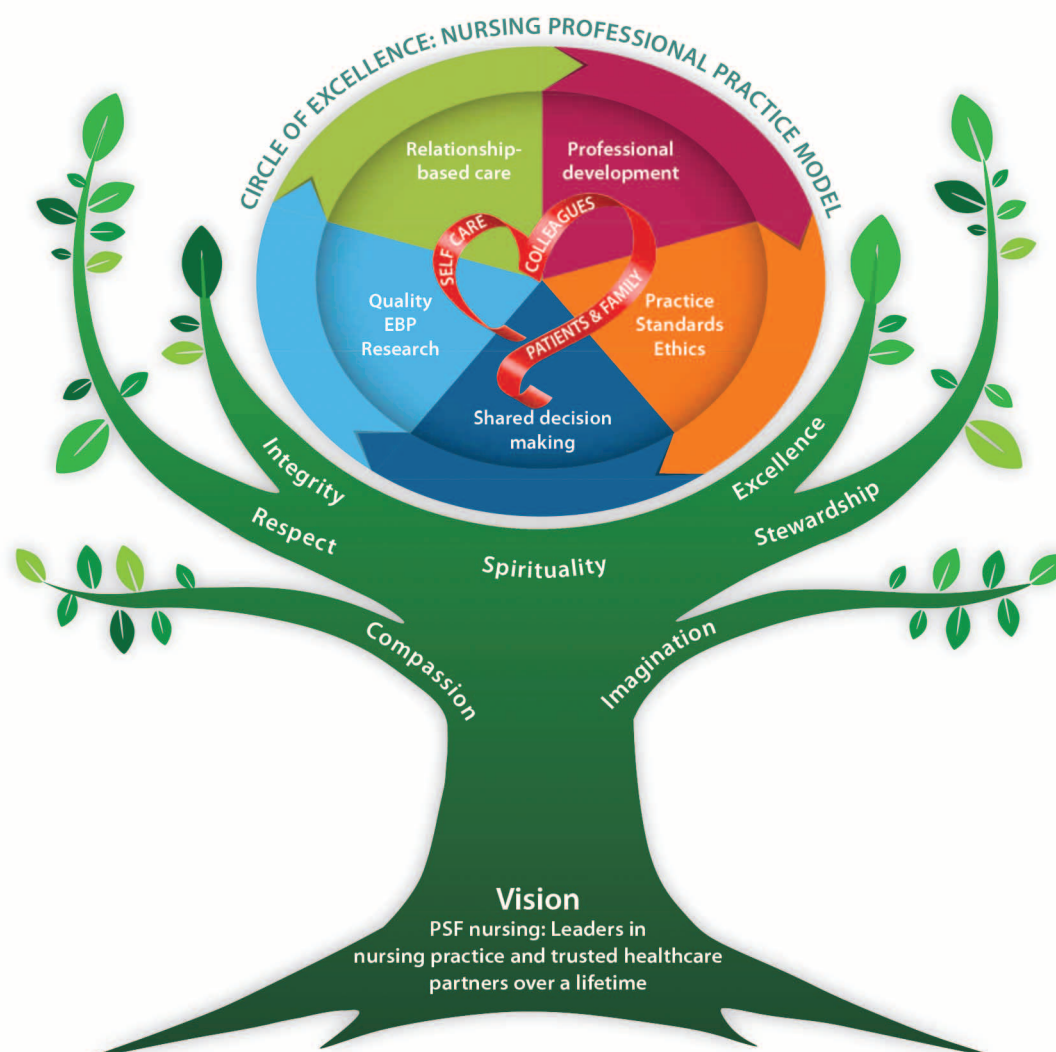 CIRCLE OF EXCELLENCE: NURSING PROFESSIONAL PRACTICE MODEL
Relationship-
based care
Professional
development
SELF CARE
COLLEAGUES
PATIENTS & FAMILY
Quality
EBP
Research
Practice
Standards
Ethics
Shared decision
making
Integrity
Excellence
Respect
Stewardship
Spirituality
Compassion
Imagination
Vision
PSF nursing: Leaders in
nursing practice and trusted healthcare
partners over a lifetime